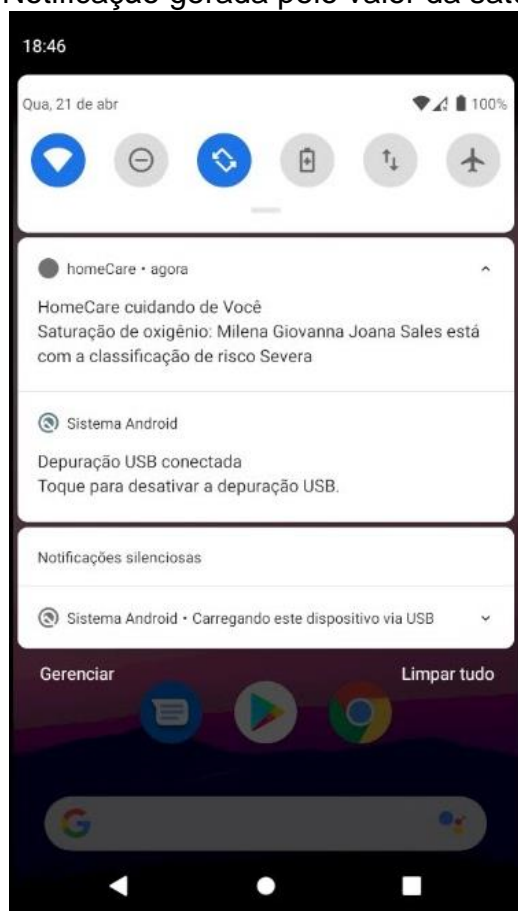 Notificação gerada pelo valor da
18:46
Qua, 21 de abr
100%
homeCare • agora
HomeCare cuidando de Você
Saturação de oxigênio: Milena Giovanna Joana Sales está
com a classificação de risco Severa
Sistema Android
Depuração USB conectada
Toque para desativar a depuração USB.
Notificações silenciosas
Sistema Android • Carregando este dispositivo via USB
Gerenciar
Limpar tudo